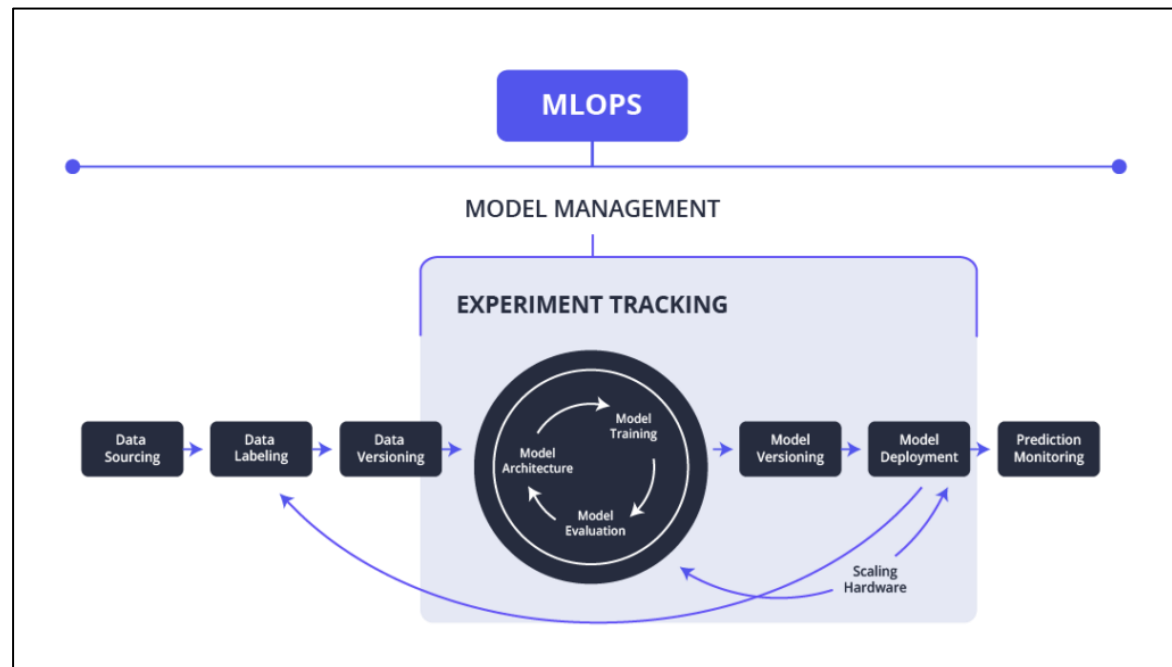 MLOPS
MODEL MANAGEMENT
EXPERIMENT TRACKING
Data
Sourcing
Data
Labeling
Data
Versioning
Model
Architecture
Model
Training
Model
Evaluation
Model
Versioning
Model
Deployment
Prediction
Monitoring
Scaling
Hardware